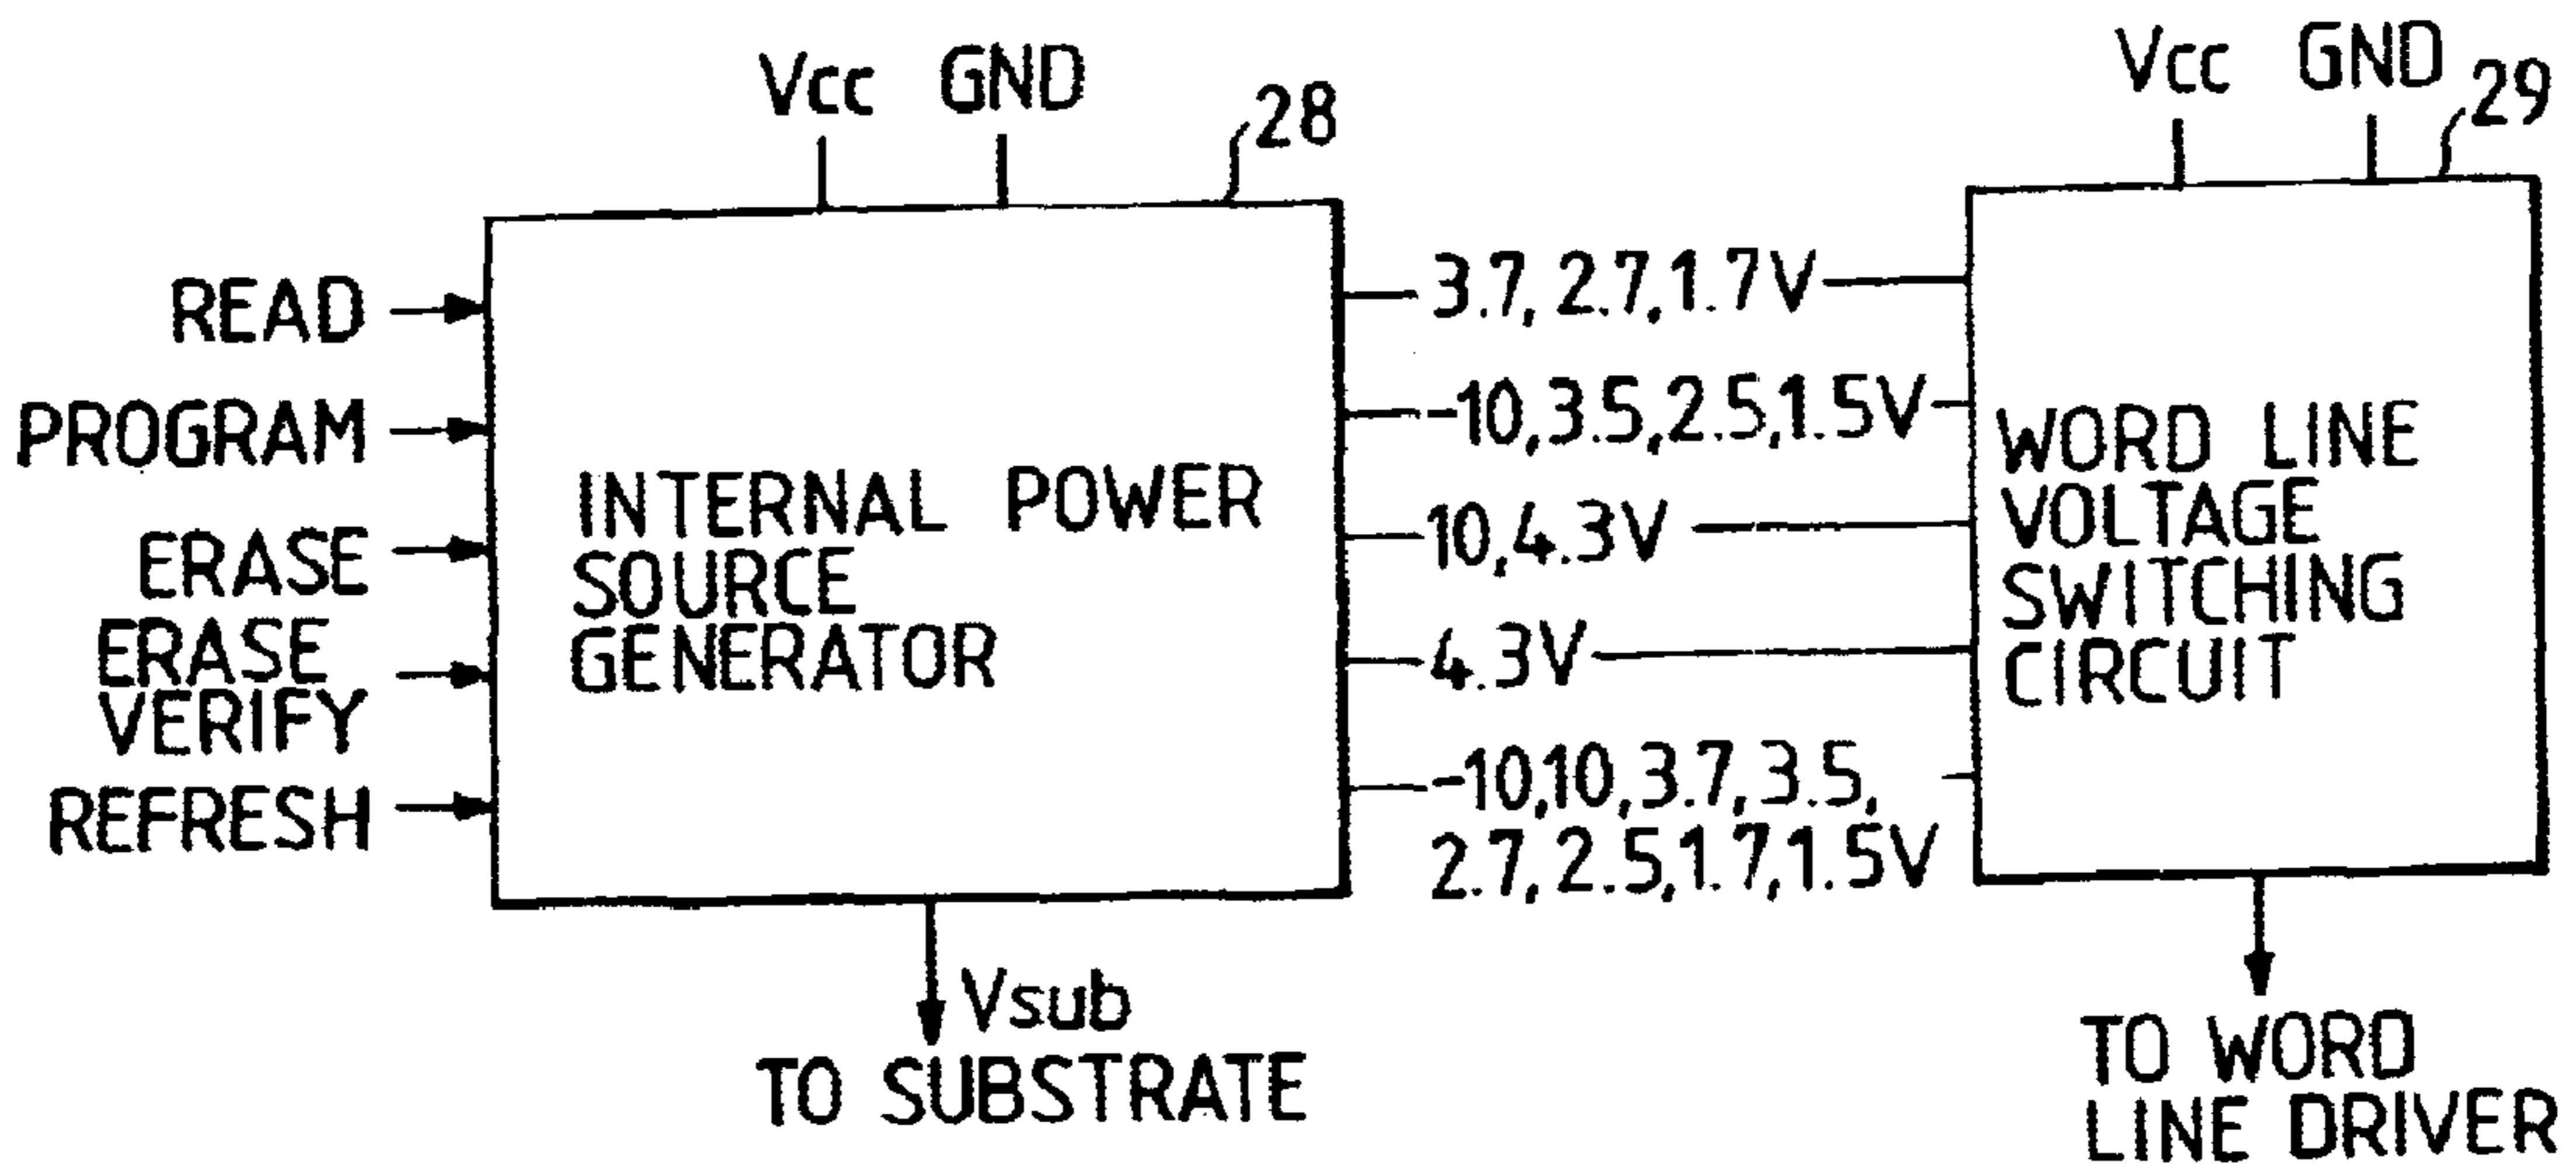 Vcc GND 28
Vcc GND 29
READ
PROGRAM
ERASE
ERASE
VERIFY
REFRESH
INTERNAL POWER
SOURCE
GENERATOR
3.7, 2.7, 1.7V
-10, 3.5, 2.5, 1.5V
10, 4.3V
4.3V
-10, 10, 3.7, 3.5,
2.7, 2.5, 1.7, 1.5V
WORD LINE
VOLTAGE
SWITCHING
CIRCUIT
Vsub
TO SUBSTRATE
TO WORD
LINE DRIVER